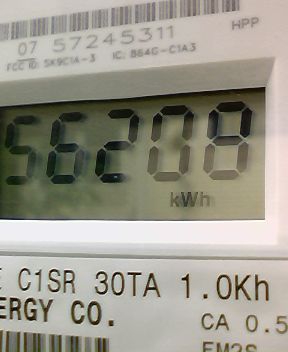 HPP
07 57245311
FCC ID: SK9C1A-3 IC: 864G-C1A3
56208
kWh
E C1SR 30TA 1.0Kh
ERGY CO.
CA 0.5
EM2S